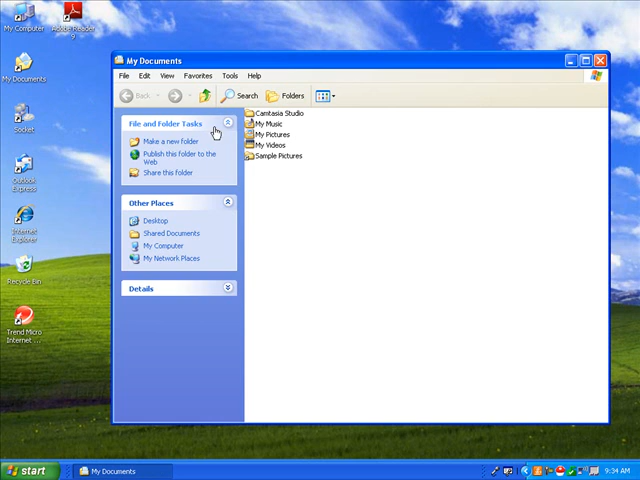 My Computer
Adobe Reader
9
My Documents
Socket
Outlook
Express
Internet
Explorer
Recycle Bin
Trend Micro
Internet ...
My Documents
File Edit View Favorites Tools Help
Back Search Folders
File and Folder Tasks
Make a new folder
Publish this folder to the
Web
Share this folder
Other Places
Desktop
Shared Documents
My Computer
My Network Places
Details
Camtasia Studio
My Music
My Pictures
My Videos
Sample Pictures
start My Documents 9:34 AM